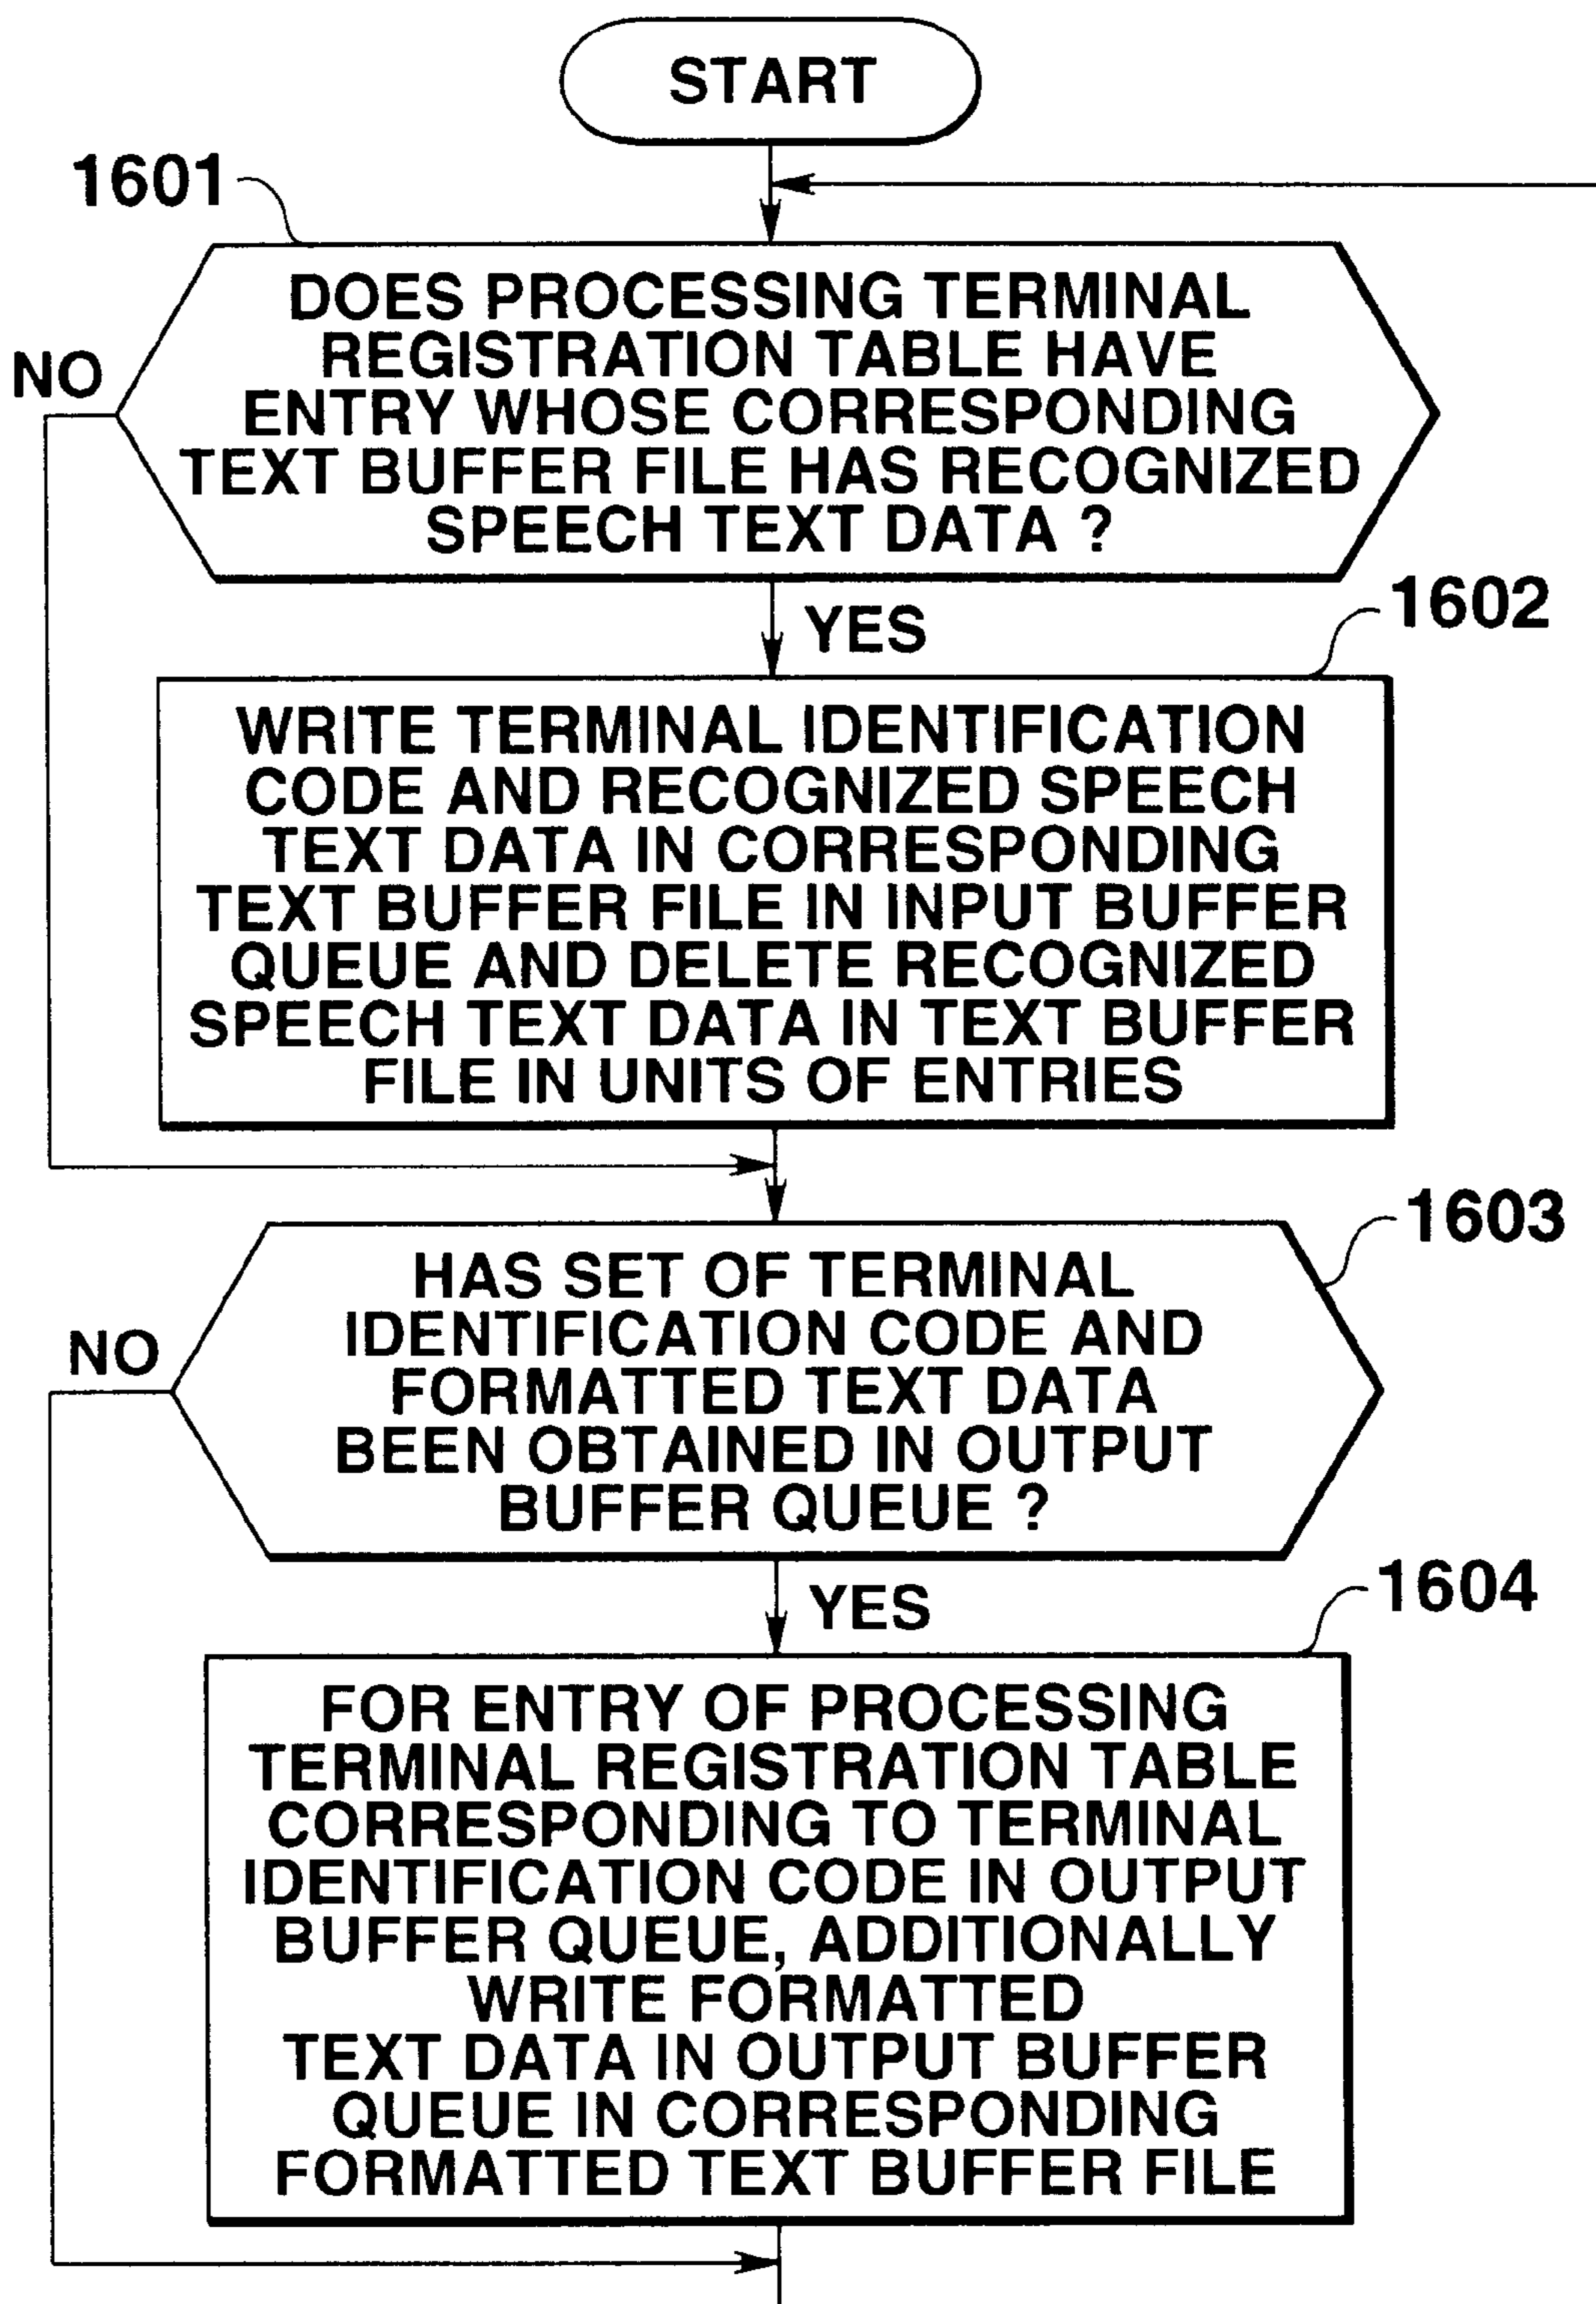 START
1601
DOES PROCESSING TERMINAL
REGISTRATION TABLE HAVE
ENTRY WHOSE CORRESPONDING
TEXT BUFFER FILE HAS RECOGNIZED
SPEECH TEXT DATA ?
NO
YES
1602
WRITE TERMINAL IDENTIFICATION
CODE AND RECOGNIZED SPEECH
TEXT DATA IN CORRESPONDING
TEXT BUFFER FILE IN INPUT BUFFER
QUEUE AND DELETE RECOGNIZED
SPEECH TEXT DATA IN TEXT BUFFER
FILE IN UNITS OF ENTRIES
1603
HAS SET OF TERMINAL
IDENTIFICATION CODE AND
FORMATTED TEXT DATA
BEEN OBTAINED IN OUTPUT
BUFFER QUEUE ?
NO
YES
1604
FOR ENTRY OF PROCESSING
TERMINAL REGISTRATION TABLE
CORRESPONDING TO TERMINAL
IDENTIFICATION CODE IN OUTPUT
BUFFER QUEUE, ADDITIONALLY
WRITE FORMATTED
TEXT DATA IN OUTPUT BUFFER
QUEUE IN CORRESPONDING
FORMATTED TEXT BUFFER FILE